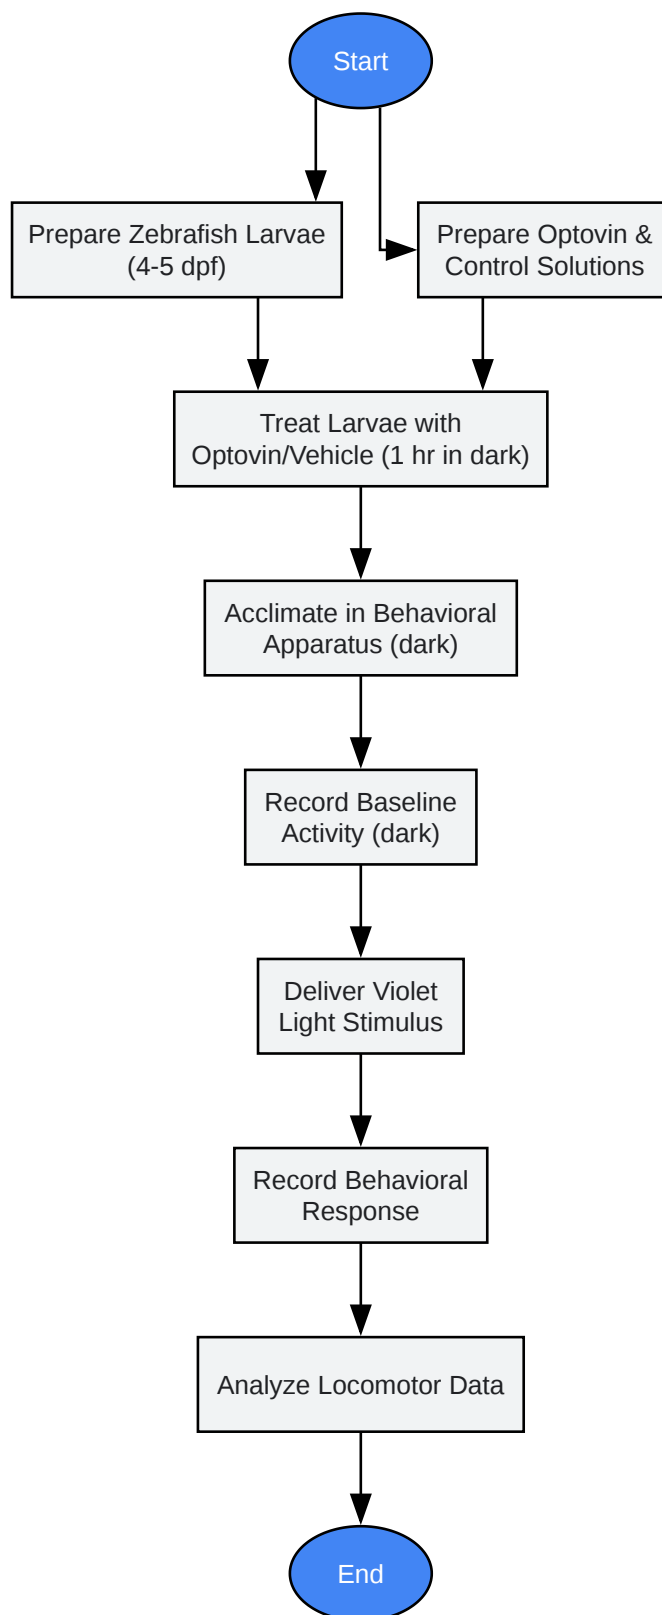 Start
Prepare Zebrafish Larvae
(4-5 dpf)
Prepare Optovin &
Control Solutions
Treat Larvae with
Optovin/Vehicle (1 hr in dark)
Acclimate in Behavioral
Apparatus (dark)
Record Baseline
Activity (dark)
Deliver Violet
Light Stimulus
Record Behavioral
Response
Analyze Locomotor Data
End